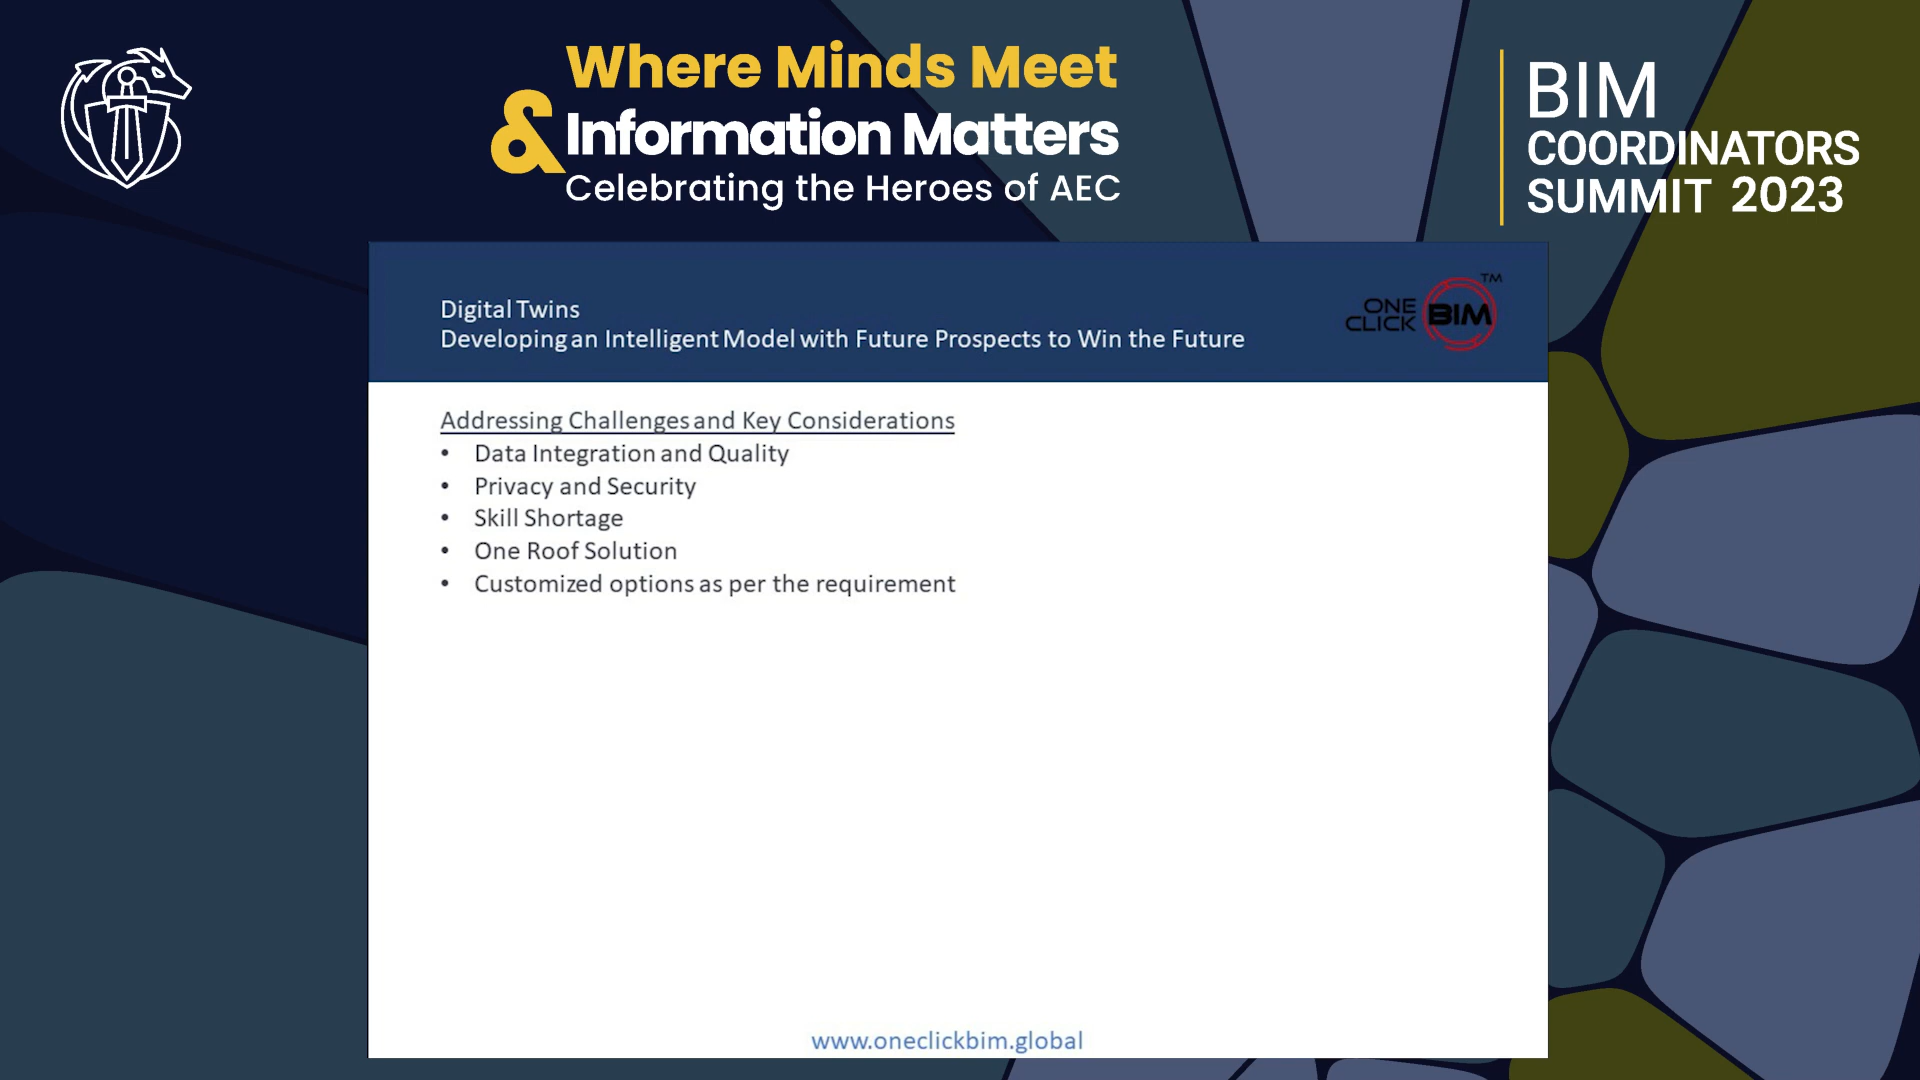 Where Minds Meet
& Information Matters
Celebrating the Heroes of AEC
BIM
COORDINATORS
SUMMIT 2023
Digital Twins
Developing an Intelligent Model with Future Prospects to Win the Future
ONE
CLICK BIM TM
Addressing Challenges and Key Considerations
• Data Integration and Quality
• Privacy and Security
• Skill Shortage
• One Roof Solution
• Customized options as per the requirement
www.oneclickbim.global